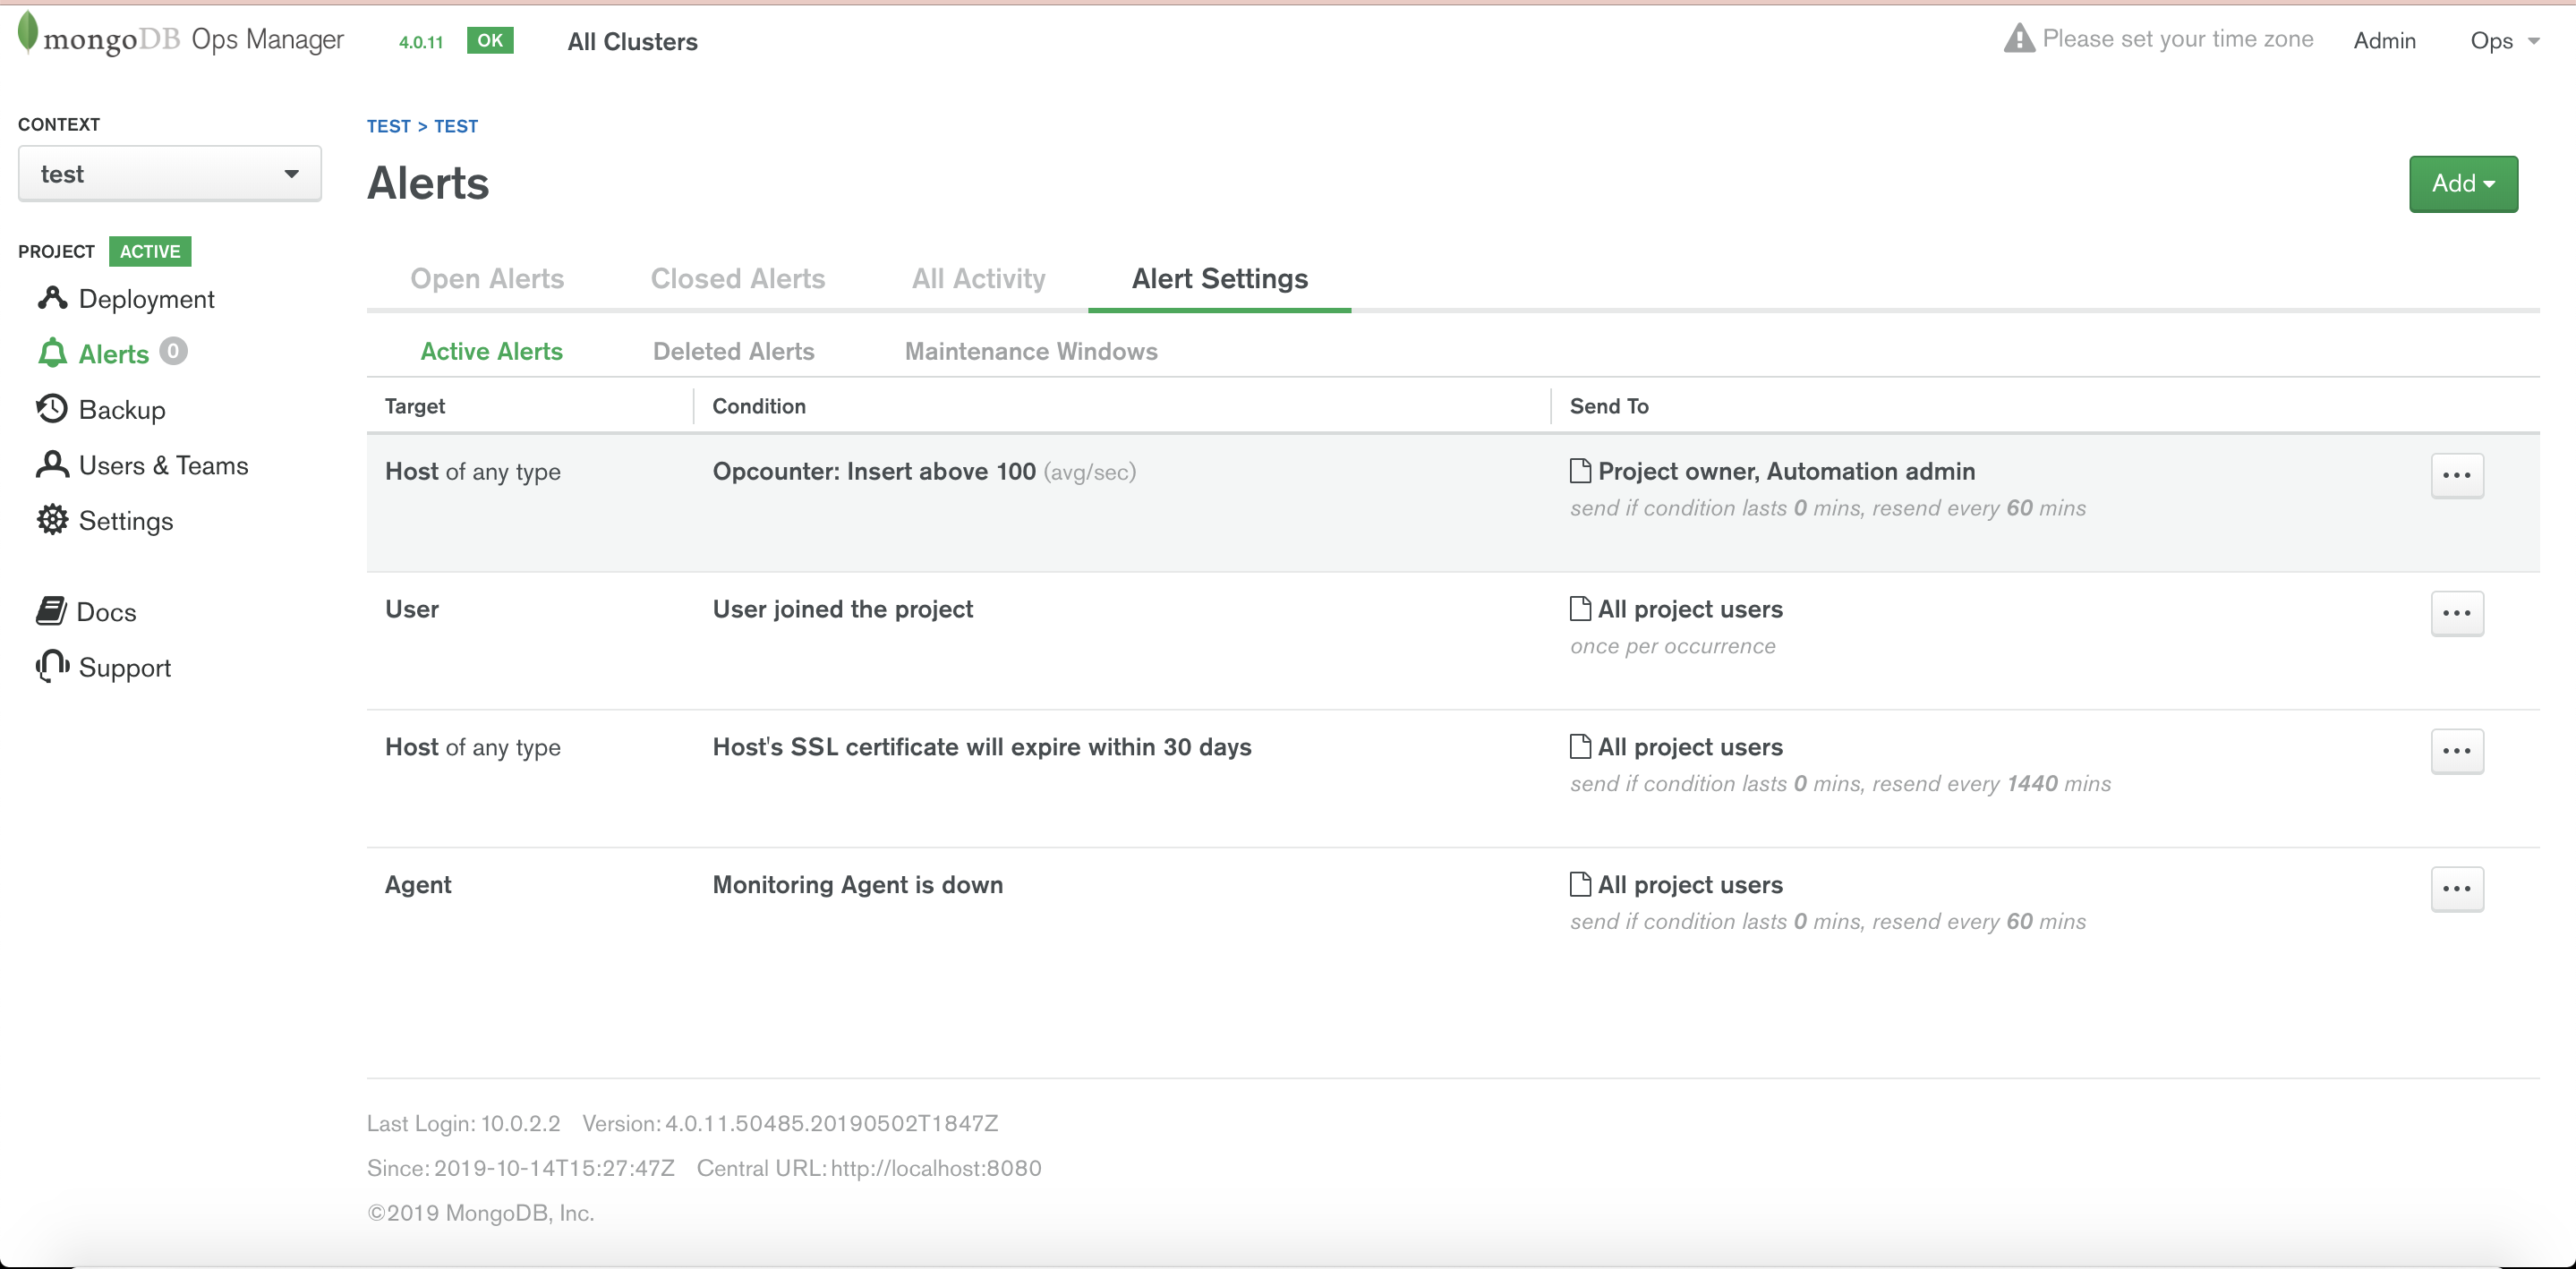 mongoDB Ops Manager 4.0.11 OK All Clusters Please set your time zone Admin Ops
CONTEXT
test
PROJECT ACTIVE
Deployment
Alerts 0
Backup
Users & Teams
Settings
Docs
Support
TEST > TEST
Alerts
Add
Open Alerts Closed Alerts All Activity Alert Settings
Active Alerts Deleted Alerts Maintenance Windows
Target Condition Send To
Host of any type Opcounter: Insert above 100 (avg/sec) Project owner, Automation admin
send if condition lasts 0 mins, resend every 60 mins
User User joined the project All project users
once per occurrence
Host of any type Host's SSL certificate will expire within 30 days All project users
send if condition lasts 0 mins, resend every 1440 mins
Agent Monitoring Agent is down All project users
send if condition lasts 0 mins, resend every 60 mins
Last Login: 10.0.2.2 Version: 4.0.11.50485.20190502T1847Z
Since: 2019-10-14T15:27:47Z Central URL: http://localhost:8080
©2019 MongoDB, Inc.